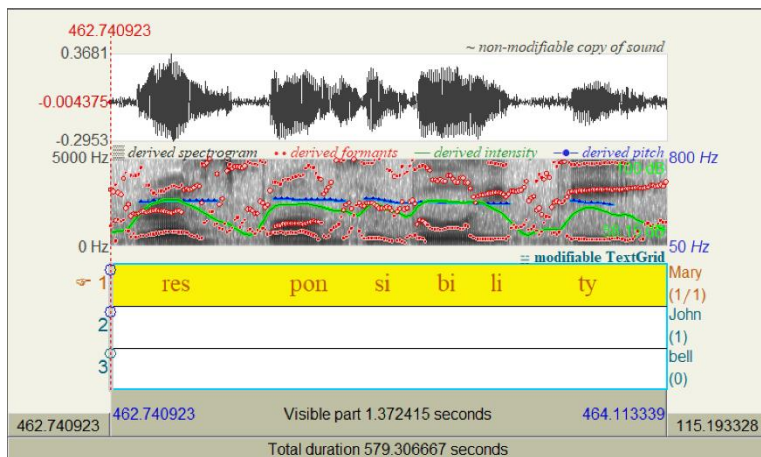 462.740923
0.3681
~ non-modifiable copy of sound
-0.004375
-0.2953
5000 Hz
derived spectrogram
derived formants
derived intensity
derived pitch
800 Hz
0 Hz
50 Hz
modifiable TextGrid
1
res pon si bi li ty
Mary
(1/1)
2
John
(1)
3
bell
(0)
462.740923
462.740923
Visible part 1.372415 seconds
464.113339
115.193328
Total duration 579.306667 seconds